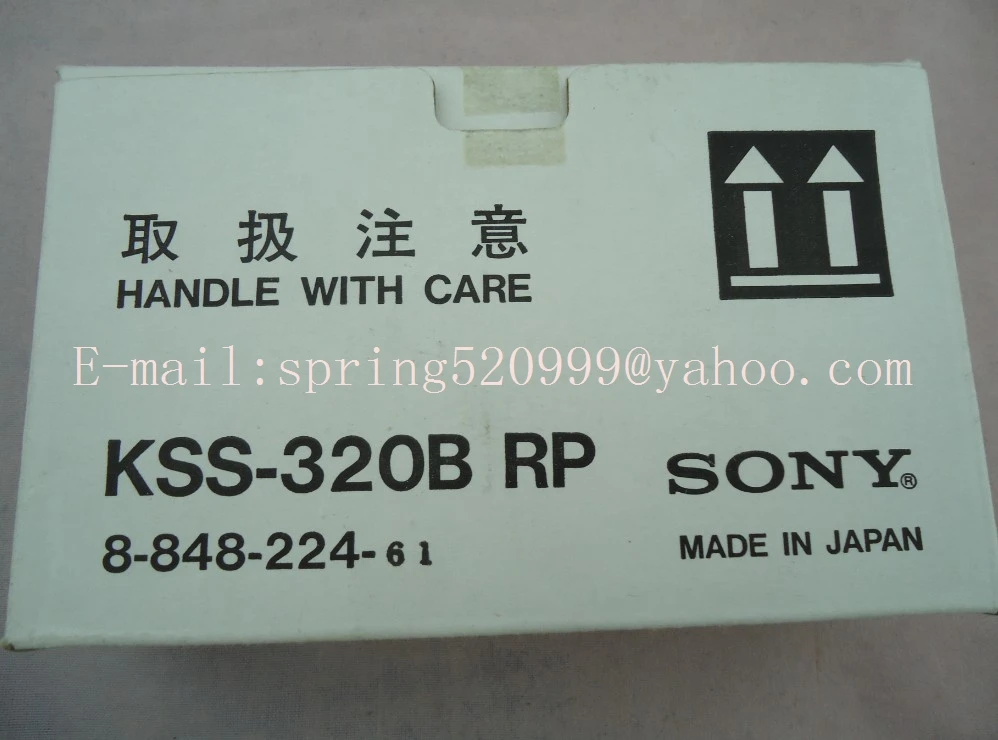 取扱注意
HANDLE WITH CARE
E-mail:spring520999@yahoo.com
KSS-320B RP
SONY®
8-848-224-61
MADE IN JAPAN